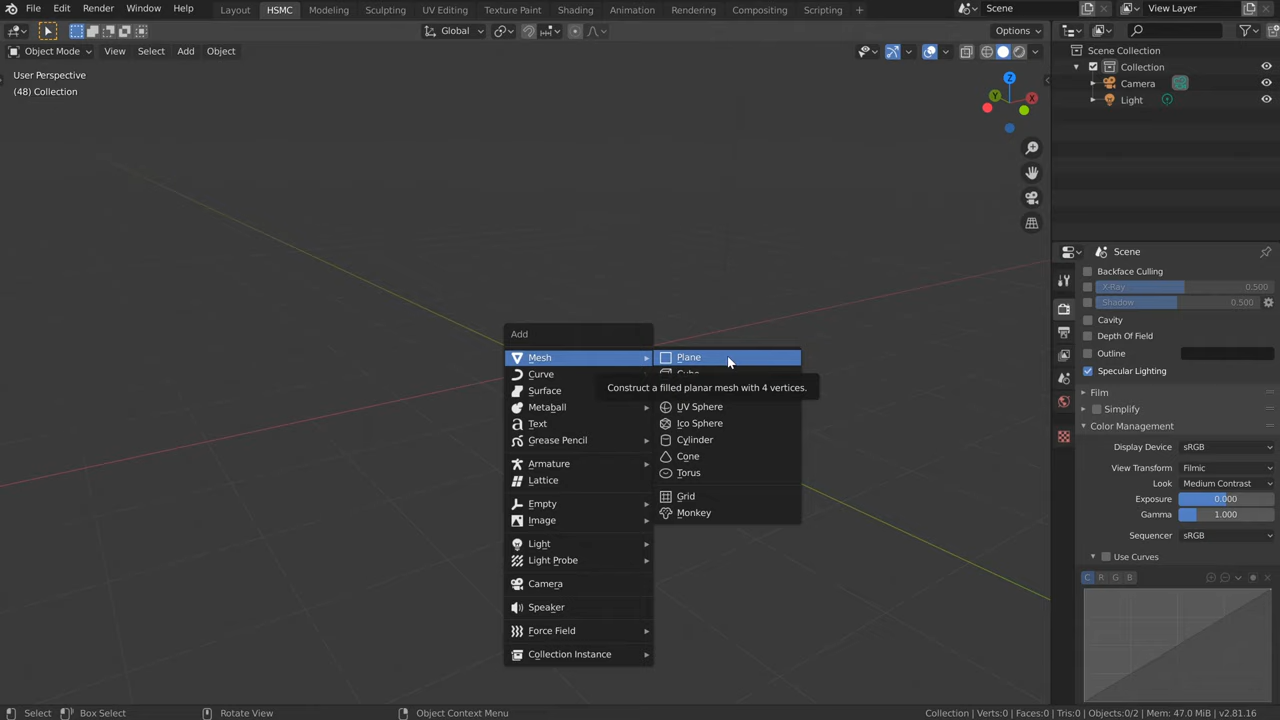 File Edit Render Window Help Layout HSMC Modeling Sculpting UV Editing Texture Paint Shading Animation Rendering Compositing Scripting + Scene View Layer
Global Options
Object Mode View Select Add Object
User Perspective
(48) Collection
Z
Y
X
Scene Collection
Collection
Camera
Light
Add
Mesh
Curve
Surface
Metaball
Text
Grease Pencil
Armature
Lattice
Empty
Image
Light
Light Probe
Camera
Speaker
Force Field
Collection Instance
Plane
Construct a filled planar mesh with 4 vertices.
UV Sphere
Ico Sphere
Cylinder
Cone
Torus
Grid
Monkey
Scene
Backface Culling
X-Ray 0.500
Shadow 0.500
Cavity
Depth Of Field
Outline
Specular Lighting
Film
Simplify
Color Management
Display Device sRGB
View Transform Filmic
Look Medium Contrast
Exposure 0.000
Gamma 1.000
Sequencer sRGB
Use Curves
C R G B
Select Box Select Rotate View Object Context Menu Collection | Verts:0 | Faces:0 | Tris:0 | Objects:0/2 | Mem: 47.0 MiB | v2.81.16